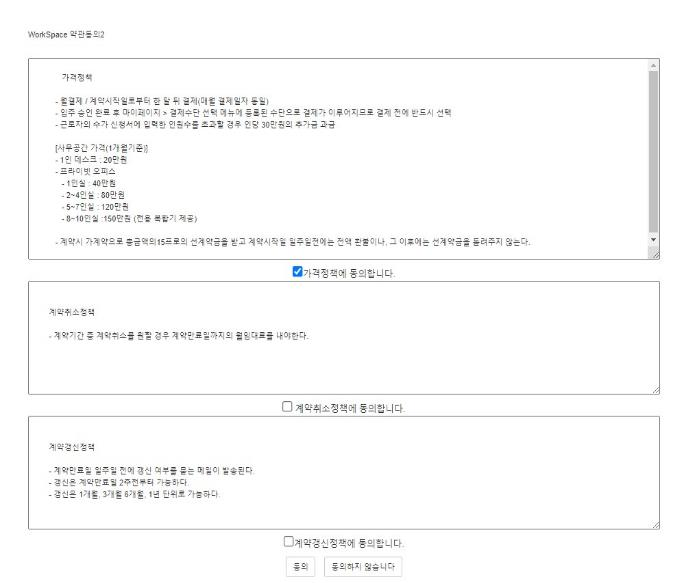 WorkSpace 약관동의2
가격정책
- 월결제 / 계약시작일로부터 한 달 뒤 결제(매월 결제일자 동일)
- 입주 승인 완료 후 마이페이지 > 결제수단 선택 메뉴에 등록된 수단으로 결제가 이루어지므로 결제 전에 반드시 선택
- 근로자의 수가 신청서에 입력한 인원수를 초과할 경우 인당 30만원의 추가금 과금
[사무공간 가격(1개월기준)]
- 1인 데스크 : 20만원
- 프라이빗 오피스
- 1인실 : 40만원
- 2~4인실 : 80만원
- 5~7인실 : 120만원
- 8~10인실 :150만원 (전용 복합기 제공)
- 계약시 가계약으로 총금액의15프로의 선계약금을 받고 계약시작일 일주일전에는 전액 환불이나, 그 이후에는 선계약금을 돌려주지 않는다.
가격정책에 동의합니다.
계약취소정책
- 계약기간 중 계약취소를 원할 경우 계약만료일까지의 월임대료를 내야한다.
계약취소정책에 동의합니다.
계약갱신정책
- 계약만료일 일주일 전에 갱신 여부를 묻는 메일이 발송된다.
- 갱신은 계약만료일 2주전부터 가능하다.
- 갱신은 1개월, 3개월 6개월, 1년 단위로 가능하다.
계약갱신정책에 동의합니다.
동의 동의하지 않습니다